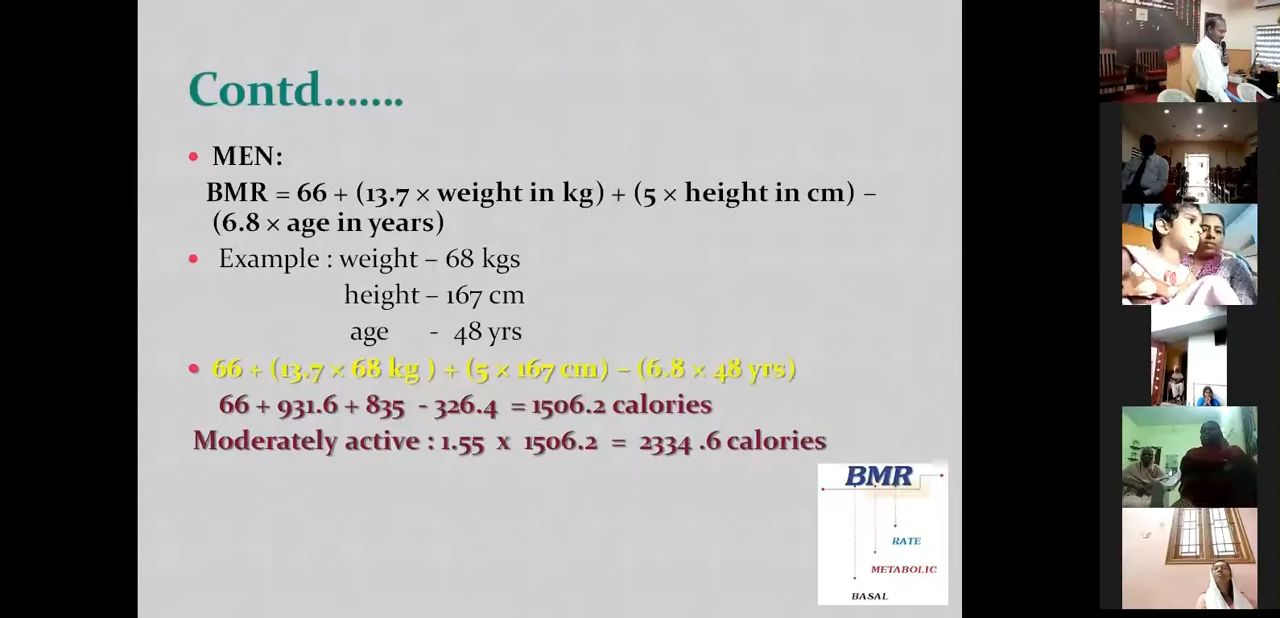 Contd.......
• MEN:
BMR = 66 + (13.7 × weight in kg) + (5 × height in cm) –
(6.8 × age in years)
• Example : weight – 68 kgs
height – 167 cm
age - 48 yrs
• 66 + (13.7 × 68 kg ) + (5 × 167 cm) – (6.8 × 48 yrs)
66 + 931.6 + 835 - 326.4 = 1506.2 calories
Moderately active : 1.55 x 1506.2 = 2334 .6 calories
BMR
RATE
METABOLIC
BASAL